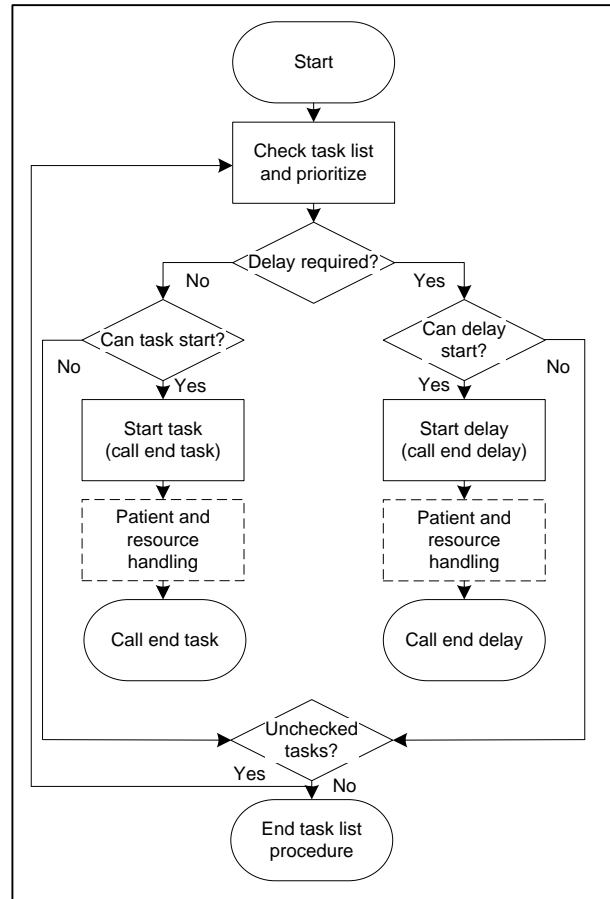 Start
Check task list
and prioritize
Delay required?
No
Yes
Can task start?
Can delay
start?
No
Yes
Yes
No
Start task
(call end task)
Start delay
(call end delay)
Patient and
resource
handling
Patient and
resource
handling
Call end task
Call end delay
Unchecked
tasks?
Yes
No
End task list
procedure